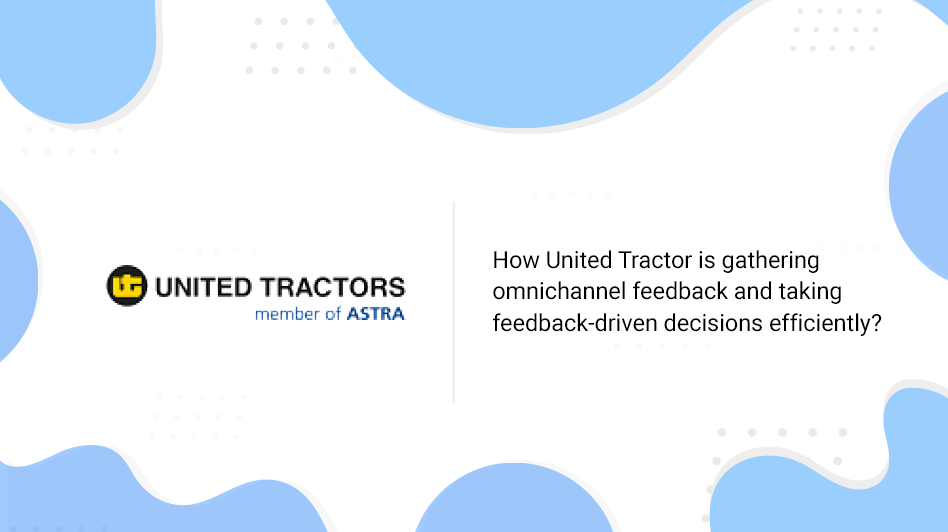 UNITED TRACTORS
member of ASTRA
How United Tractor is gathering
omnichannel feedback and taking
feedback-driven decisions efficiently?